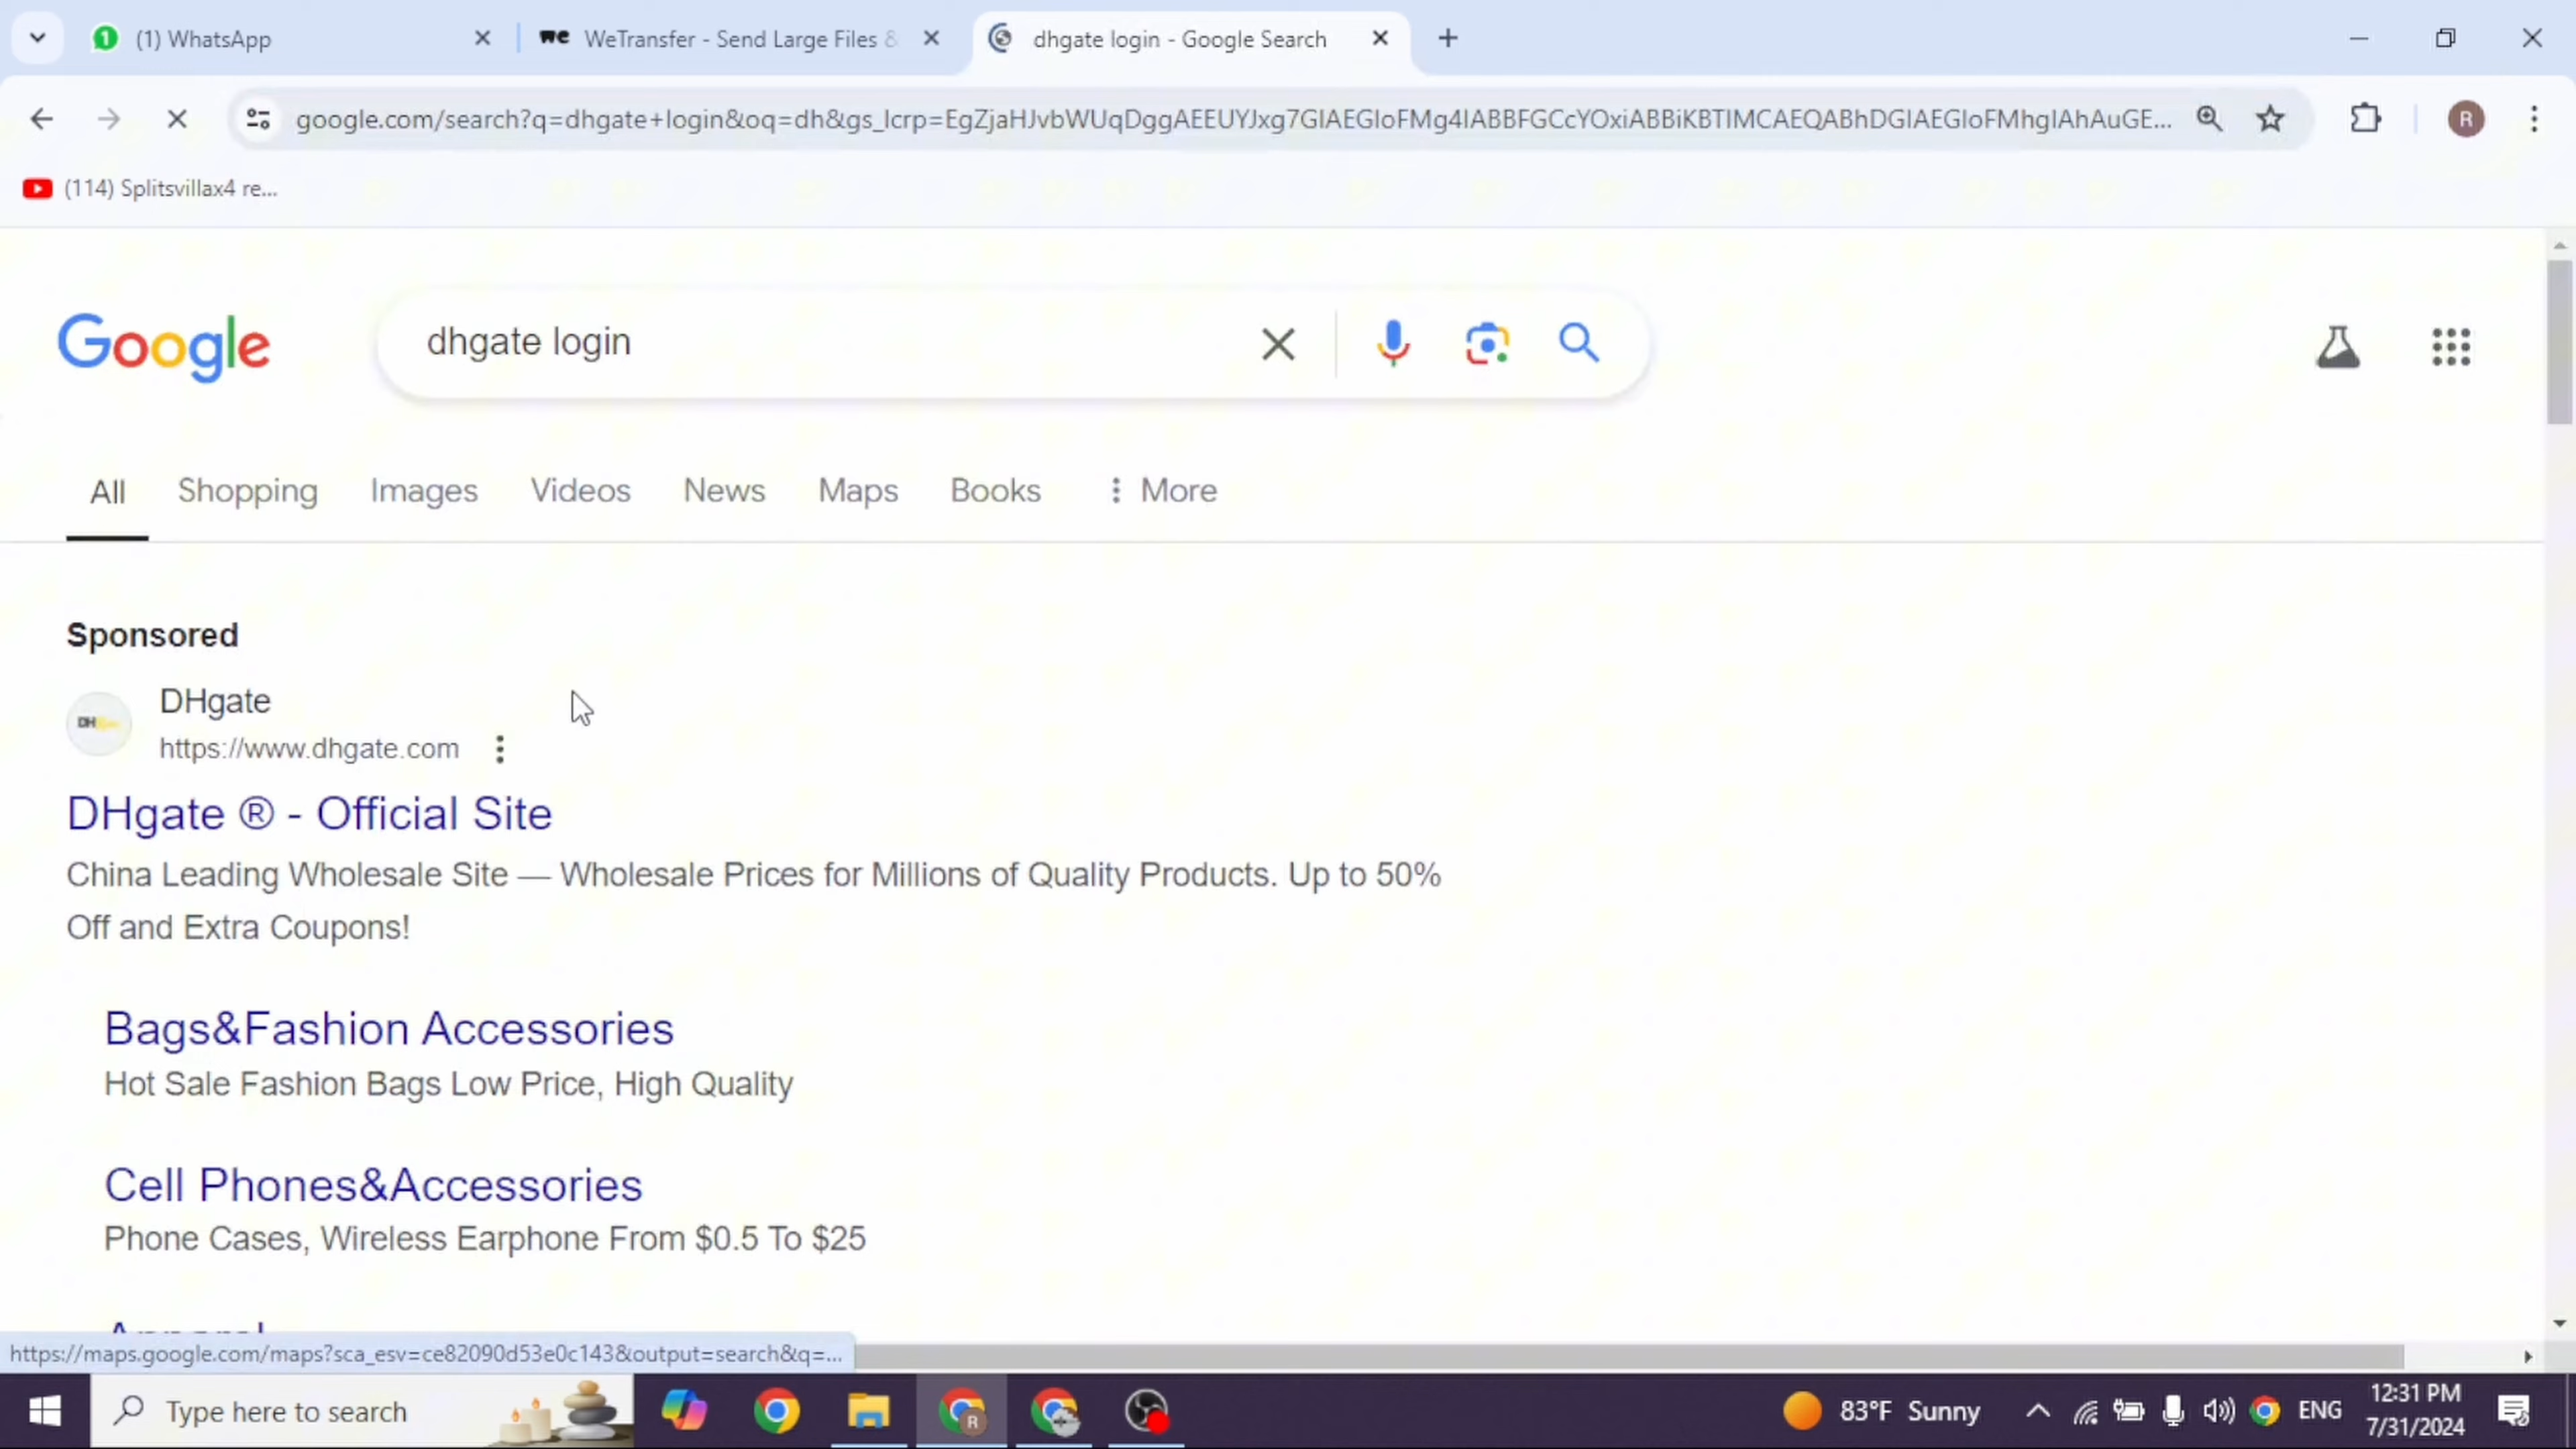 (1) WhatsApp
WeTransfer - Send Large Files &
dhgate login - Google Search
google.com/search?q=dhgate+login&oq=dh&gs_lcrp=EgZjaHJvbWUqDggAEEUYJxg7GIAEGIoFMg4IABBFGCcYOxiABBiKBTIMCAEQABhDGIAEGIoFMhgIAhAuGE...
R
(114) Splitsvillax4 re...
Google
dhgate login
All
Shopping
Images
Videos
News
Maps
Books
More
Sponsored
DH
DHgate
https://www.dhgate.com
DHgate ® - Official Site
China Leading Wholesale Site — Wholesale Prices for Millions of Quality Products. Up to 50%
Off and Extra Coupons!
Bags&Fashion Accessories
Hot Sale Fashion Bags Low Price, High Quality
Cell Phones&Accessories
Phone Cases, Wireless Earphone From $0.5 To $25
Apparel
https://maps.google.com/maps?sca_esv=ce82090d53e0c143&output=search&q=...
Type here to search
R
83°F Sunny
ENG
12:31 PM
7/31/2024